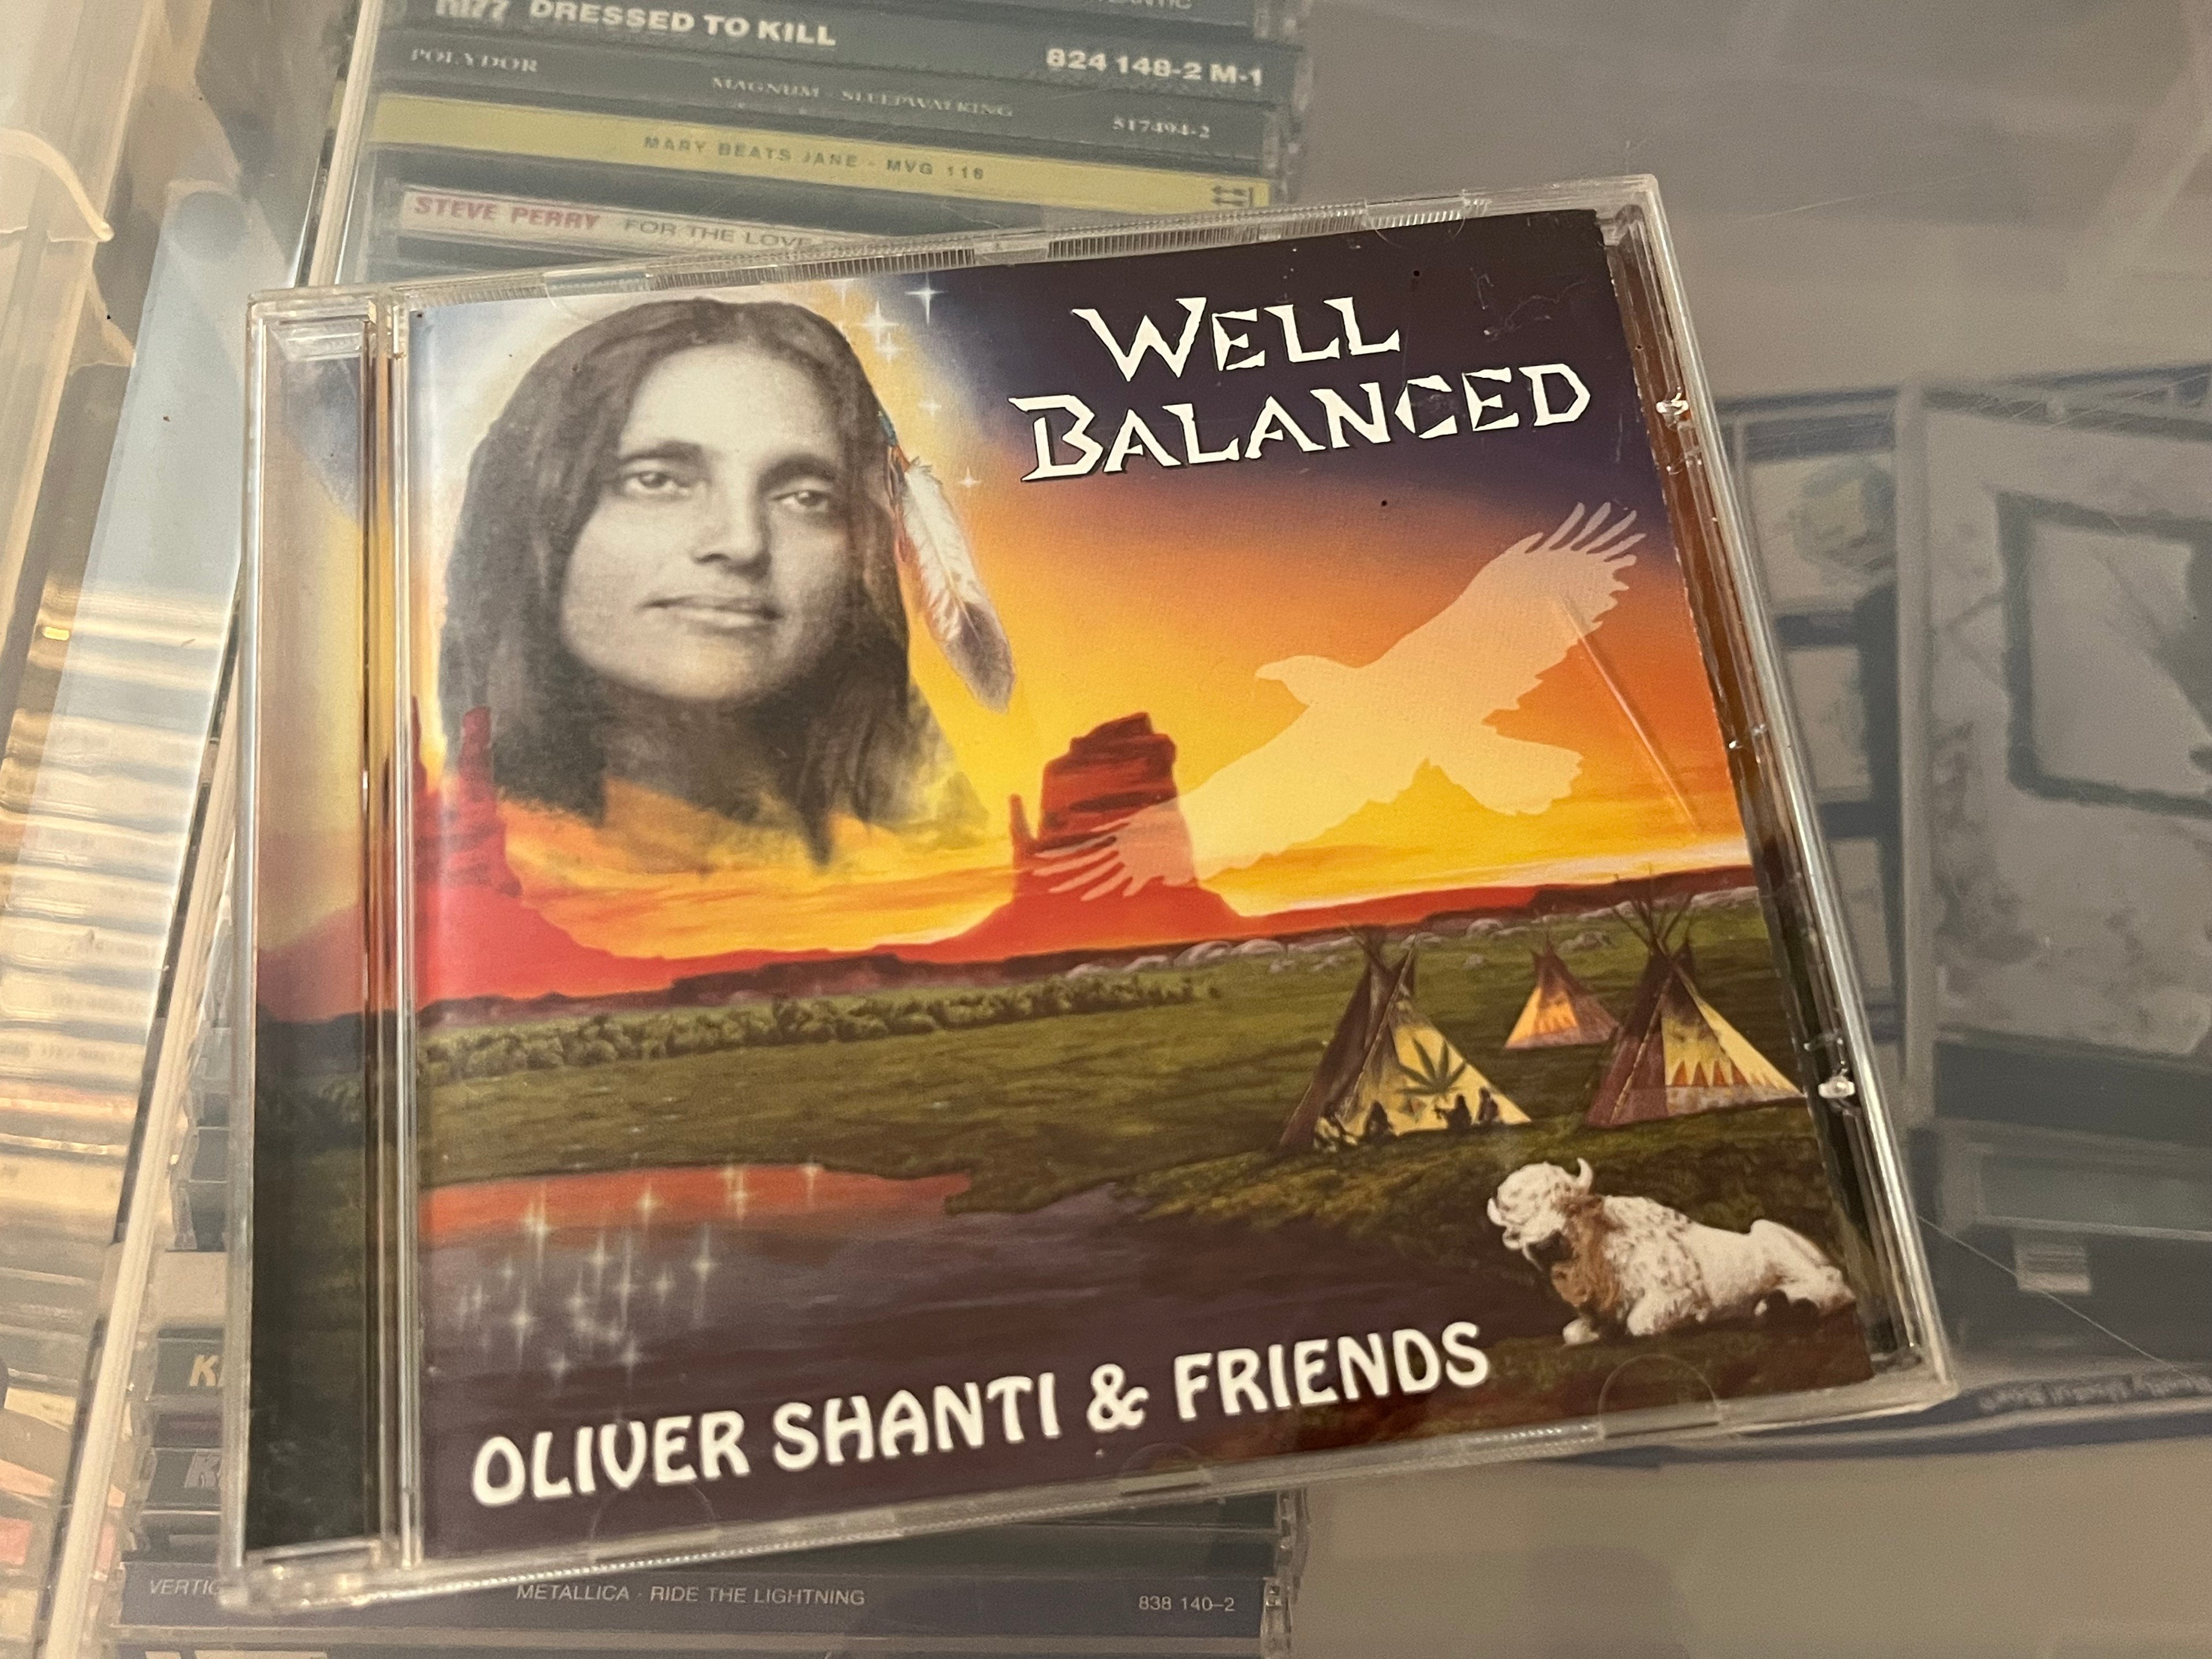 DRESSED TO KILL 824 148-2 M-1
POLYDOR MAGNUM · SLEEPWALKING 517494-2
MARY BEATS JANE - MVG 116
STEVE PERRY FOR THE LOVE
WELL
BALANCED
OLIVER SHANTI & FRIENDS
METALLICA · RIDE THE LIGHTNING 838 140-2